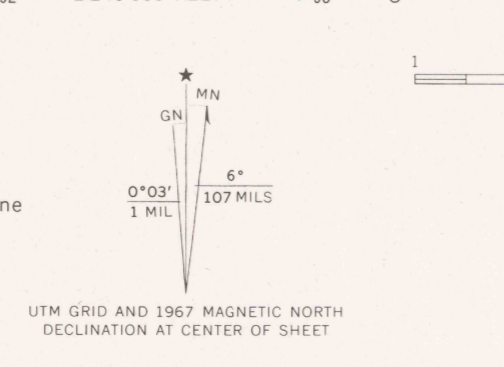 1
★
MN
GN
6°
0°03′
107 MILS
1 MIL
ne
UTM GRID AND 1967 MAGNETIC NORTH
DECLINATION AT CENTER OF SHEET